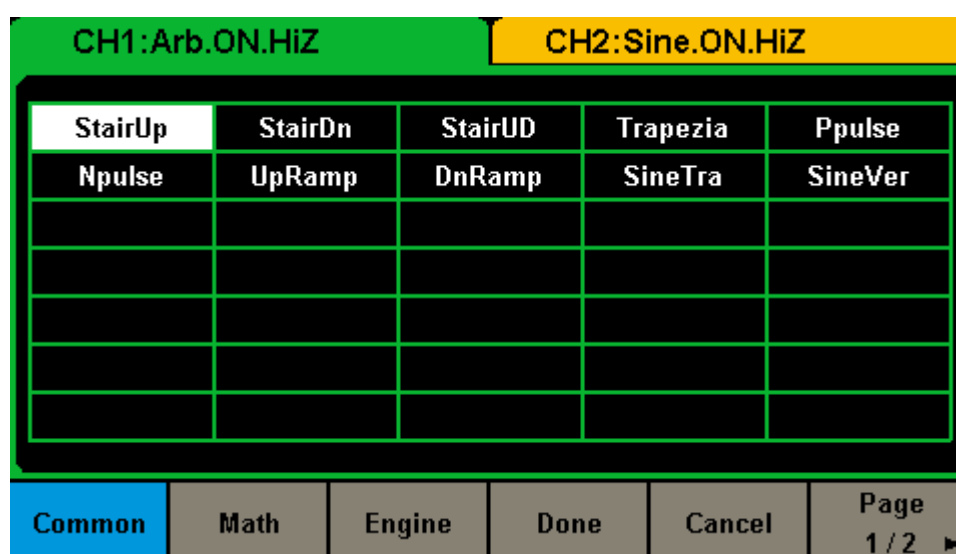 CH1:Arb.ON.HiZ CH2:Sine.ON.HiZ
StairUp StairDn StairUD Trapezia Ppulse
Npulse UpRamp DnRamp SineTra SineVer
Common Math Engine Done Cancel Page
1/2 ►